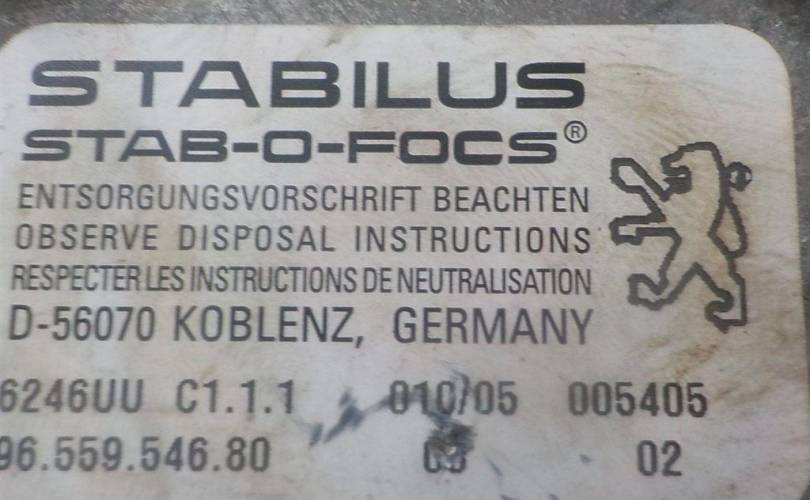 STABILUS
STAB-O-FOCS®
ENTSORGUNGSVORSCHRIFT BEACHTEN
OBSERVE DISPOSAL INSTRUCTIONS
RESPECTER LES INSTRUCTIONS DE NEUTRALISATION
D-56070 KOBLENZ, GERMANY
6246UU C1.1.1 010/05 005405
96.559.546.80 02